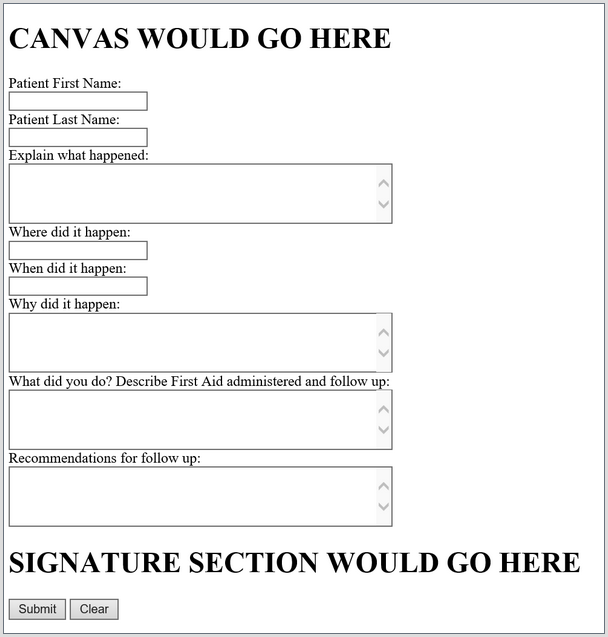 CANVAS WOULD GO HERE
Patient First Name:
Patient Last Name:
Explain what happened:
Where did it happen:
When did it happen:
Why did it happen:
What did you do? Describe First Aid administered and follow up:
Recommendations for follow up:
SIGNATURE SECTION WOULD GO HERE
Submit Clear